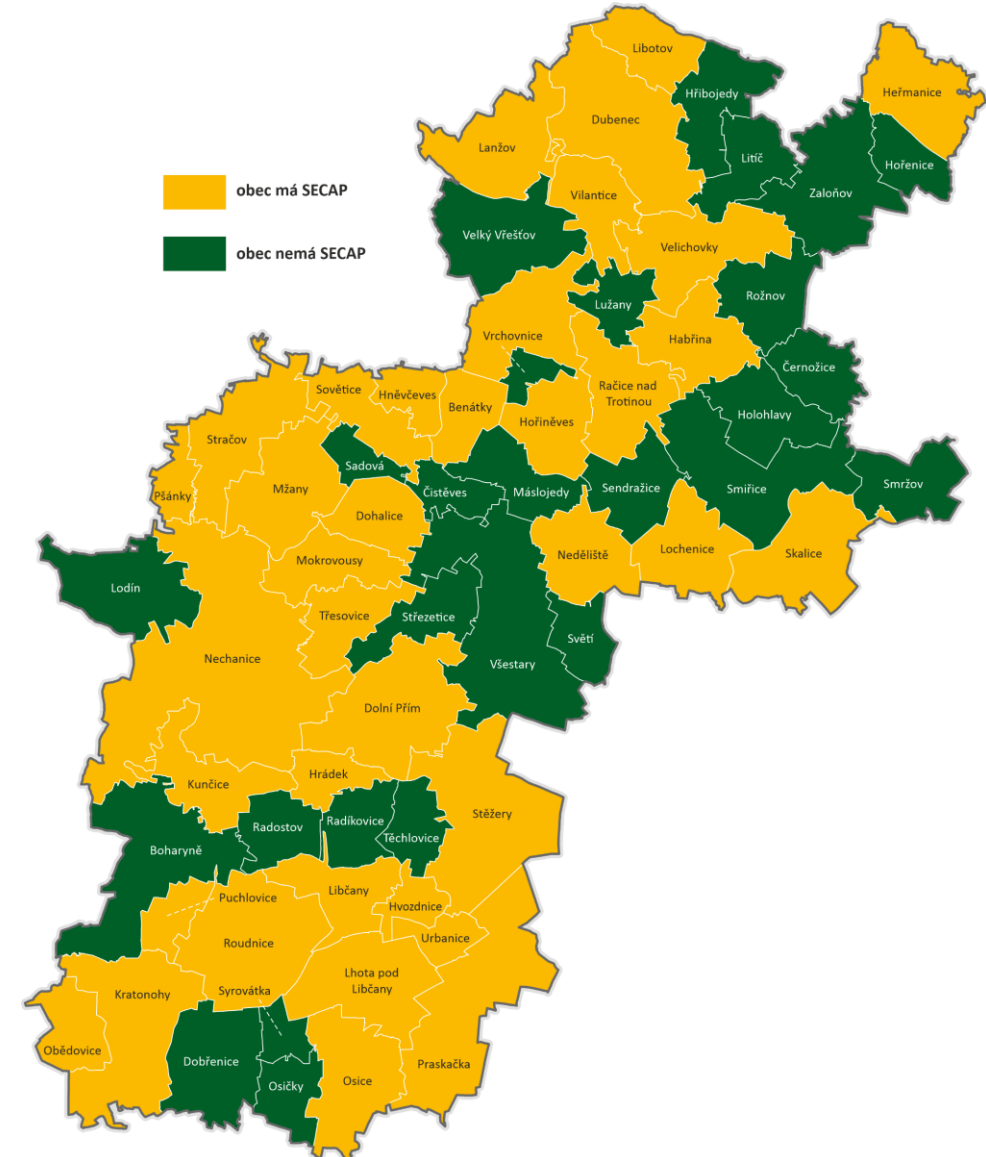 Libotov
Heřmanice
Hřibojedy
Dubenec
Lanžov
Litíč
Hořenice
obec má SECAP
Zaloňov
Vilantice
Velký Vřešťov
Velichovky
obec nemá SECAP
Rožnov
Lužany
Vrchovnice
Habřina
Černožice
Sovětice
Hněvčeves
Račice nad
Trotinou
Benátky
Holohlavy
Hořiněves
Stračov
Sadová
Smržov
Sendražice
Smiřice
Mžany
Čistěves
Máslojedy
Pšánky
Dohalice
Lochenice
Neděliště
Skalice
Mokrovousy
Lodín
Třesovice
Střezetice
Světí
Nechanice
Všestary
Dolní Přím
Hrádek
Kunčice
Stěžery
Radíkovice
Radostov
Těchlovice
Boharyně
Libčany
Puchlovice
Hvozdnice
Urbanice
Roudnice
Lhota pod
Libčany
Syrovátka
Kratonohy
Obědovice
Dobřenice
Praskačka
Osice
Osičky